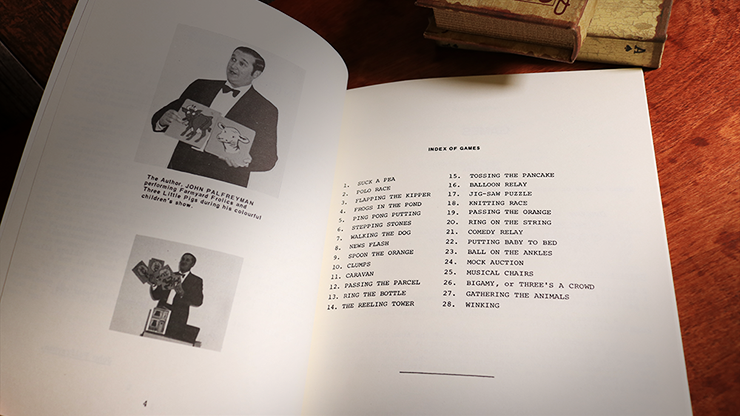 The Author, JOHN PALFREYMAN
performing Farmyard Frolics and
Three Little Pigs during his colourful
children's show.
4
INDEX OF GAMES
1. SUCK A PEA
2. POLO RACE
3. FLAPPING THE KIPPER
4. FROGS IN THE POND
5. PING PONG PUTTING
6. STEPPING STONES
7. WALKING THE DOG
8. NEWS FLASH
9. SPOON THE ORANGE
10. CLUMPS
11. CARAVAN
12. PASSING THE PARCEL
13. RING THE BOTTLE
14. THE REELING TOWER
15. TOSSING THE PANCAKE
16. BALLOON RELAY
17. JIG-SAW PUZZLE
18. KNITTING RACE
19. PASSING THE ORANGE
20. RING ON THE STRING
21. COMEDY RELAY
22. PUTTING BABY TO BED
23. BALL ON THE ANKLES
24. MOCK AUCTION
25. MUSICAL CHAIRS
26. BIGAMY, or THREE'S A CROWD
27. GATHERING THE ANIMALS
28. WINKING